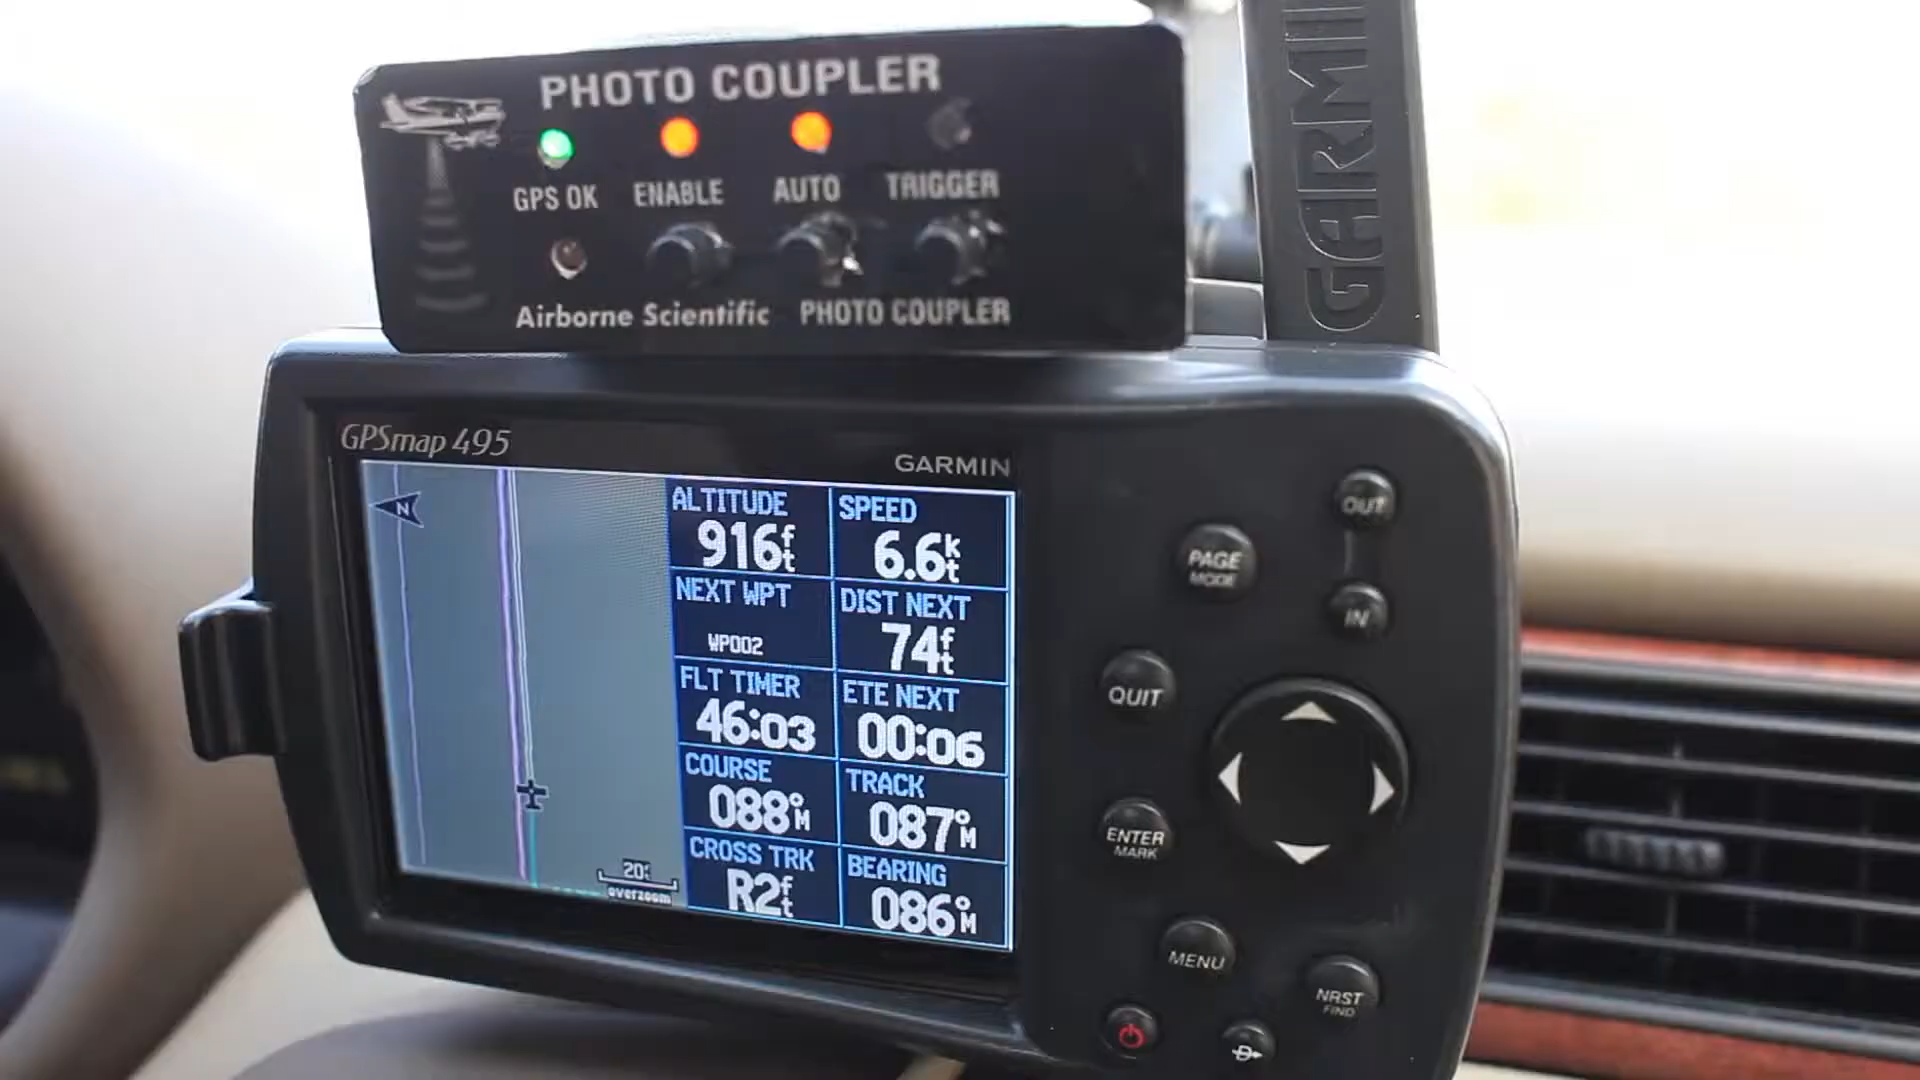 PHOTO COUPLER
GPS OK ENABLE AUTO TRIGGER
Airborne Scientific PHOTO COUPLER
GARMIN
GPSmap 495
GARMIN
N
ALTITUDE SPEED
916ft 6.6kt
NEXT WPT DIST NEXT
WP002 74ft
FLT TIMER ETE NEXT
46:03 00:06
COURSE TRACK
088°M 087°M
CROSS TRK BEARING
R2ft 086°M
20f
overzoom
OUT
PAGE
MODE
IN
QUIT
ENTER
MARK
MENU
NRST
FIND
D